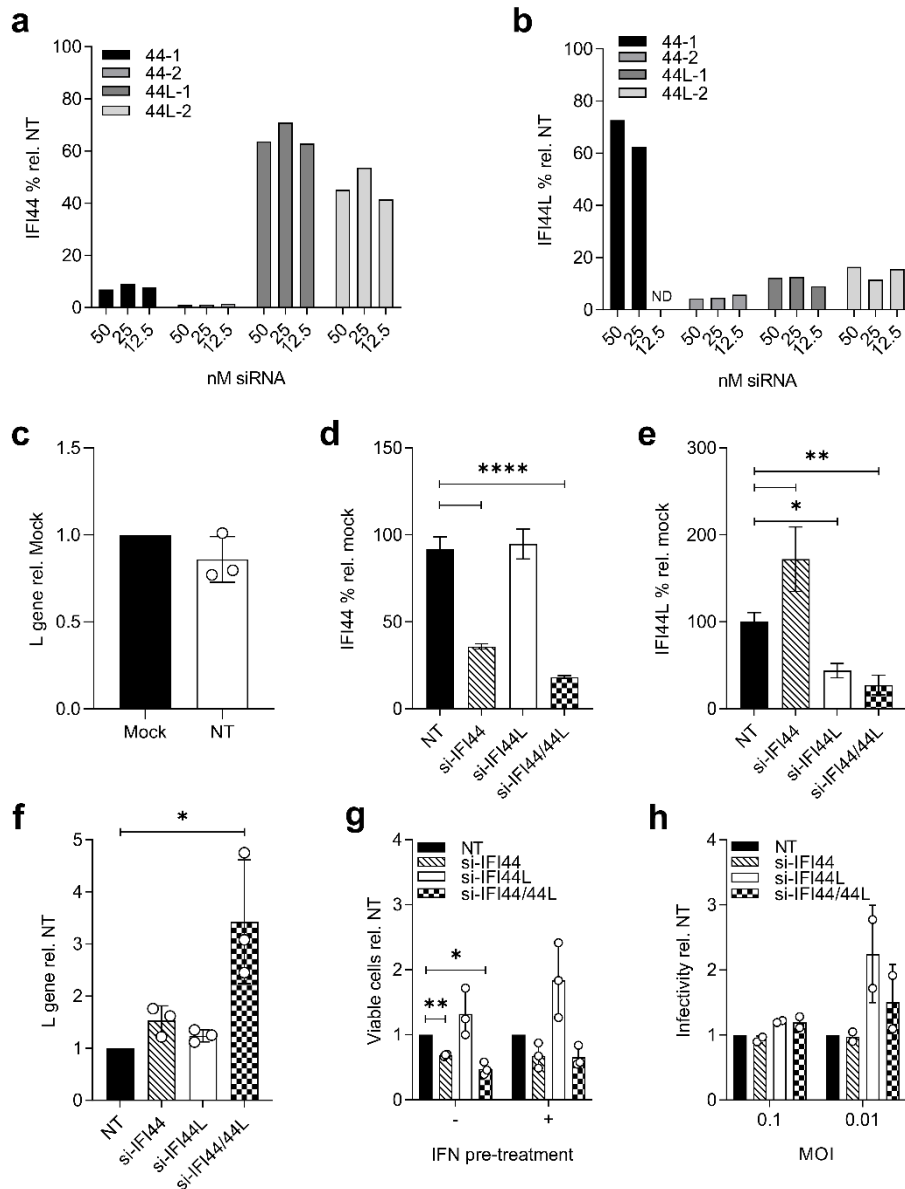 a
44-1
44-2
44L-1
44L-2
IFI44 % rel. NT
100
80
60
40
20
0
50 25 12.5 50 25 12.5 50 25 12.5 50 25 12.5
nM siRNA
b
44-1
44-2
44L-1
44L-2
IFI44L % rel. NT
100
80
60
40
20
0
ND
50 25 12.5 50 25 12.5 50 25 12.5 50 25 12.5
nM siRNA
c
L gene rel. Mock
1.5
1.0
0.5
0.0
Mock NT
d
IFI44 % rel. mock
150
100
50
0
****
NT si-IFI44 si-IFI44L si-IFI44/44L
e
IFI44L % rel. mock
300
200
100
0
**
*
NT si-IFI44 si-IFI44L si-IFI44/44L
f
L gene rel. NT
5
4
3
2
1
0
*
NT si-IFI44 si-IFI44L si-IFI44/44L
g
NT
si-IFI44
si-IFI44L
si-IFI44/44L
Viable cells rel. NT
4
3
2
1
0
*
**
- +
IFN pre-treatment
h
NT
si-IFI44
si-IFI44L
si-IFI44/44L
Infectivity rel. NT
4
3
2
1
0
0.1 0.01
MOI